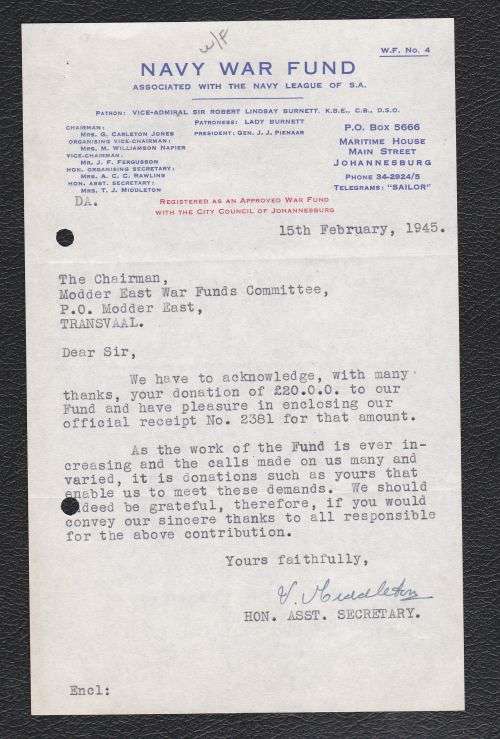 w/f
W.F. No. 4
NAVY WAR FUND
ASSOCIATED WITH THE NAVY LEAGUE OF S.A.
PATRON: VICE-ADMIRAL SIR ROBERT LINDSAY BURNETT, K.B.E., C.B., D.S.O.
PATRONESS: LADY BURNETT
PRESIDENT: GEN. J. J. PIENAAR
CHAIRMAN:
MRS. G. CARLETON JONES
ORGANISING VICE-CHAIRMAN:
MRS. M. WILLIAMSON NAPIER
VICE-CHAIRMAN:
MR. J. F. FERGUSSON
HON. ORGANISING SECRETARY:
MRS. A. C. C. RAWLING
HON. ASST. SECRETARY:
MRS. T. J. MIDDLETON
P.O. BOX 5666
MARITIME HOUSE
MAIN STREET
JOHANNESBURG
PHONE 34-2924/5
TELEGRAMS: "SAILOR"
DA.
REGISTERED AS AN APPROVED WAR FUND
WITH THE CITY COUNCIL OF JOHANNESBURG
15th February, 1945.
The Chairman,
Modder East War Funds Committee,
P.O. Modder East,
TRANSVAAL.
Dear Sir,
We have to acknowledge, with many
thanks, your donation of £20.0.0. to our
Fund and have pleasure in enclosing our
official receipt No. 2381 for that amount.
As the work of the Fund is ever in-
creasing and the calls made on us many and
varied, it is donations such as yours that
enable us to meet these demands. We should
deed be grateful, therefore, if you would
convey our sincere thanks to all responsible
for the above contribution.
Yours faithfully,
Middleton
HON. ASST. SECRETARY.
Encl: